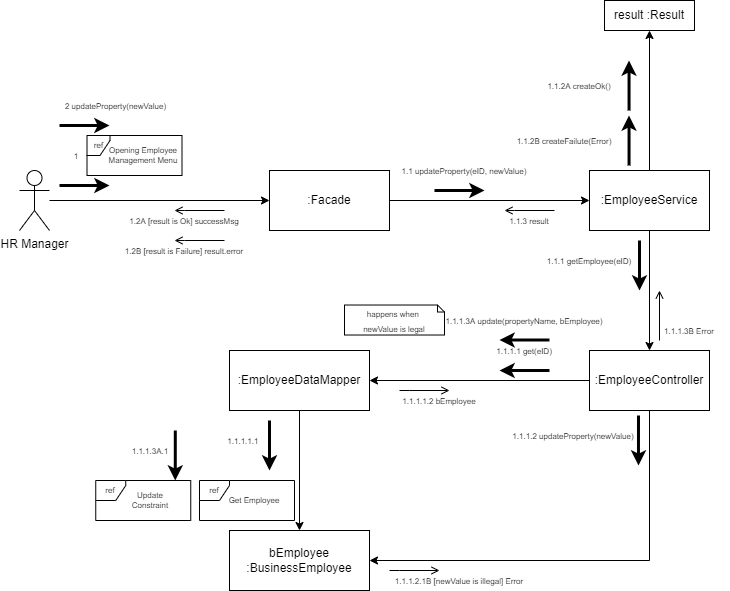 result :Result
1.1.2A createOk()
2 updateProperty(newValue)
1.1.2B createFailute(Error)
ref
Opening Employee
Management Menu
1
1.1 updateProperty(eID, newValue)
:Facade
:EmployeeService
HR Manager
1.2A [result is Ok] successMsg
1.1.3 result
1.2B [result is Failure] result.error
1.1.1 getEmployee(eID)
happens when
newValue is legal
1.1.1.3A update(propertyName, bEmployee)
1.1.1.3B Error
1.1.1.1 get(eID)
:EmployeeDataMapper
:EmployeeController
1.1.1.1.2 bEmployee
1.1.1.2 updateProperty(newValue)
1.1.1.1.1
1.1.1.3A.1
ref
Update
Constraint
ref
Get Employee
bEmployee
:BusinessEmployee
1.1.1.2.1B [newValue is illegal] Error